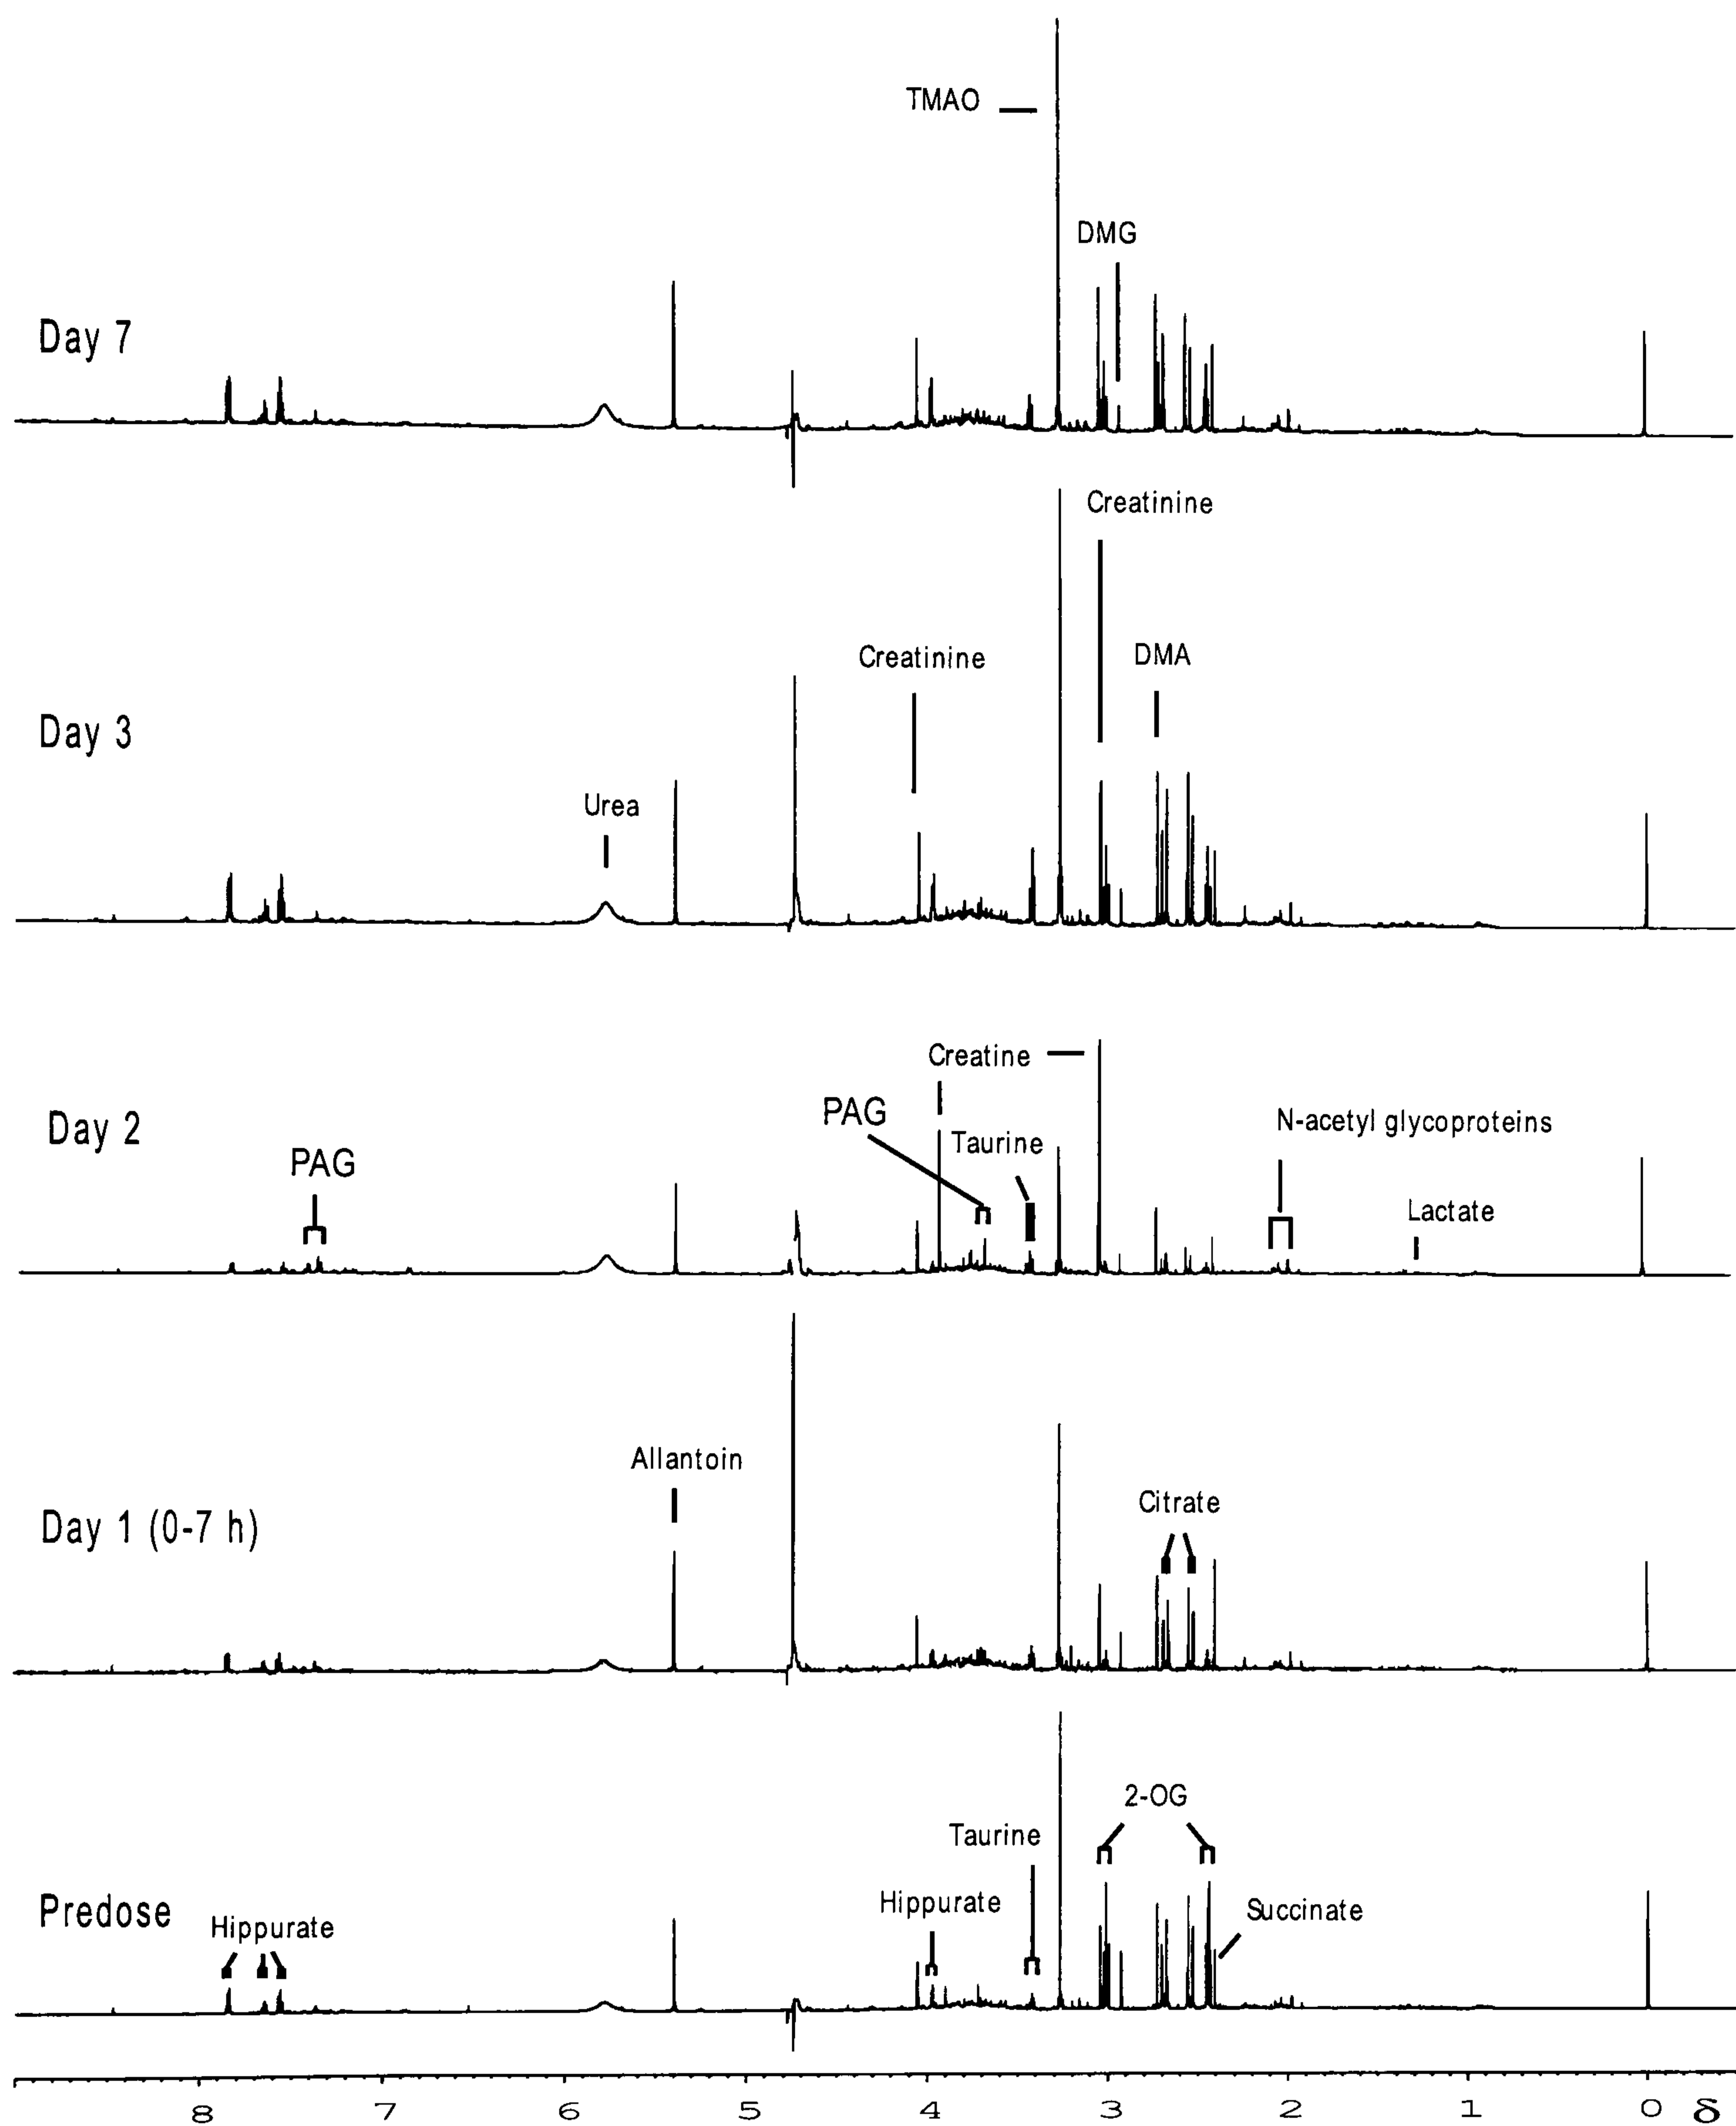 TMAO
DMG
Day 7
Creatinine
Creatinine
DMA
Day 3
Urea
Creatine
PAG
N-acetyl glycoproteins
Day 2
Taurine
PAG
Lactate
Allantoin
Citrate
Day 1 (0-7 h)
2-OG
Taurine
Hippurate
Succinate
Predose
Hippurate
8 7 6 5 4 3 2 1 0 δ